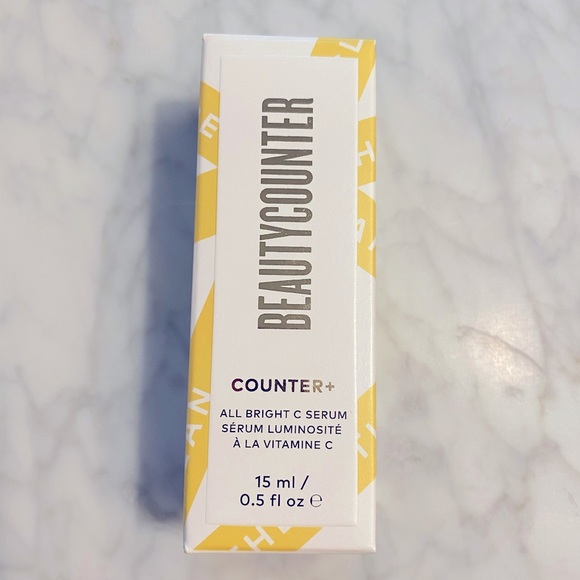 BEAUTYCOUNTER
COUNTER+
ALL BRIGHT C SERUM
SÉRUM LUMINOSITÉ
À LA VITAMINE C
15 ml /
0.5 fl oz ℮